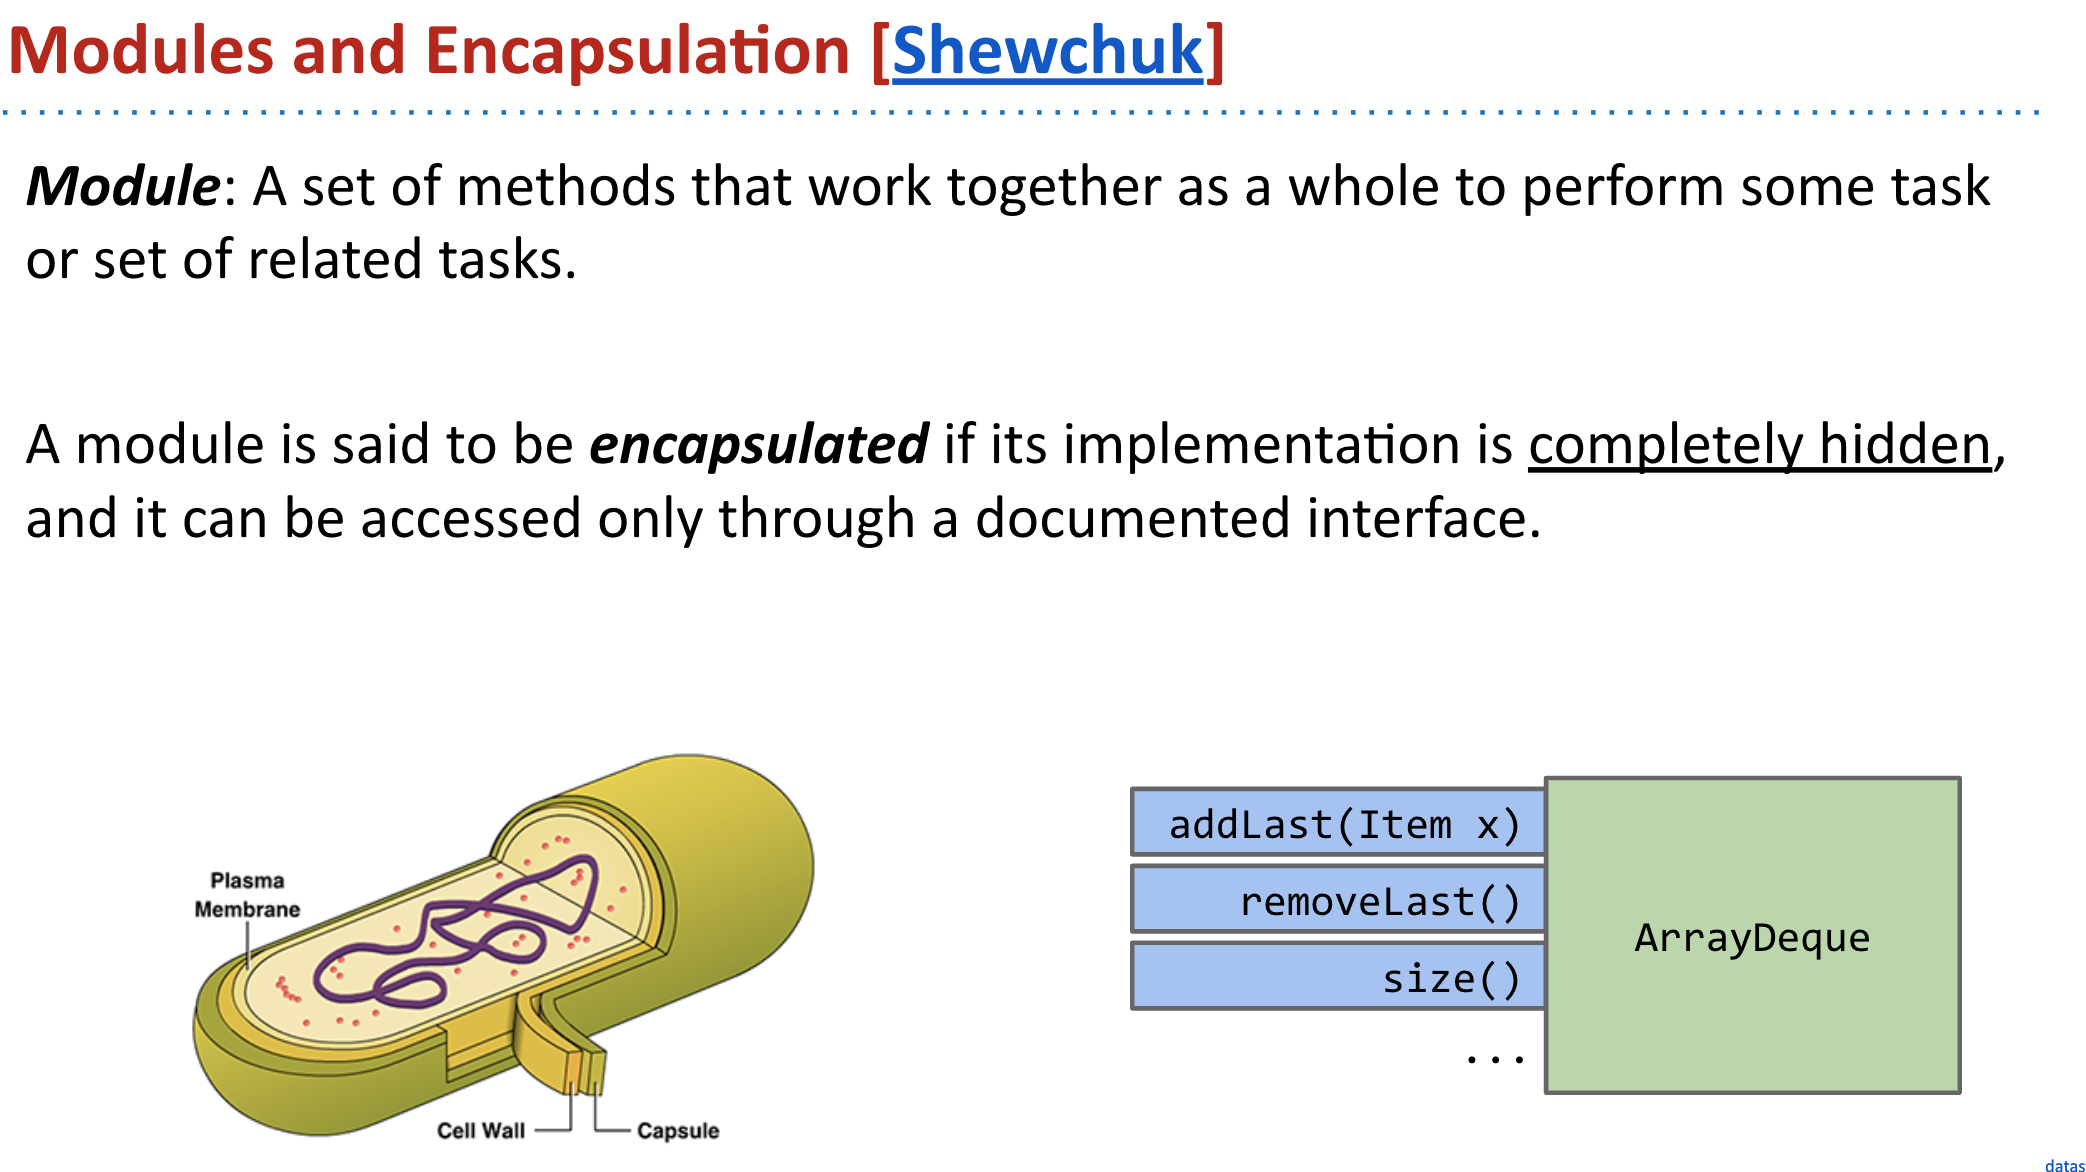 Modules and Encapsulation [Shewchuk]
Module: A set of methods that work together as a whole to perform some task
or set of related tasks.
A module is said to be encapsulated if its implementation is completely hidden,
and it can be accessed only through a documented interface.
Plasma
Membrane
Cell Wall
Capsule
addLast(Item x)
removeLast()
size()
...
ArrayDeque
datas